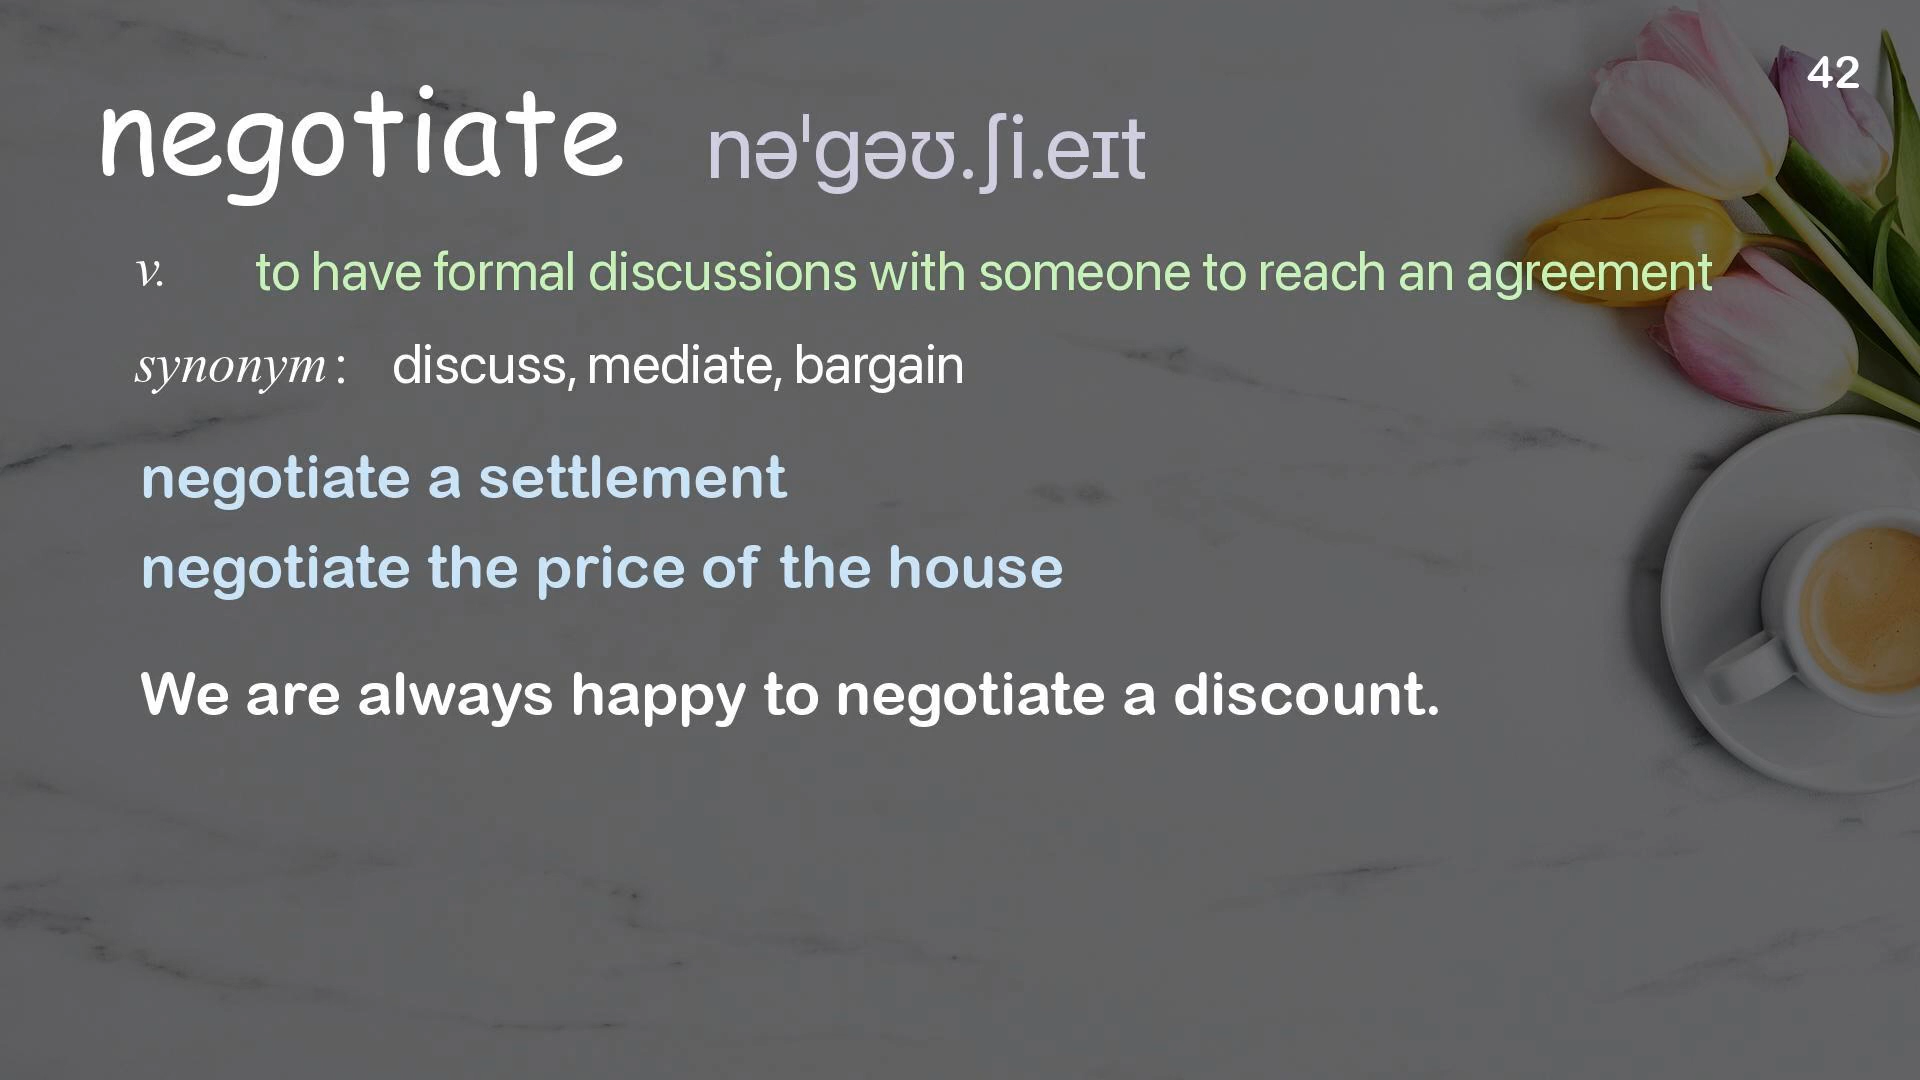 42
negotiate nəˈɡəʊ.ʃi.eɪt
v. to have formal discussions with someone to reach an agreement
synonym: discuss, mediate, bargain
negotiate a settlement
negotiate the price of the house
We are always happy to negotiate a discount.